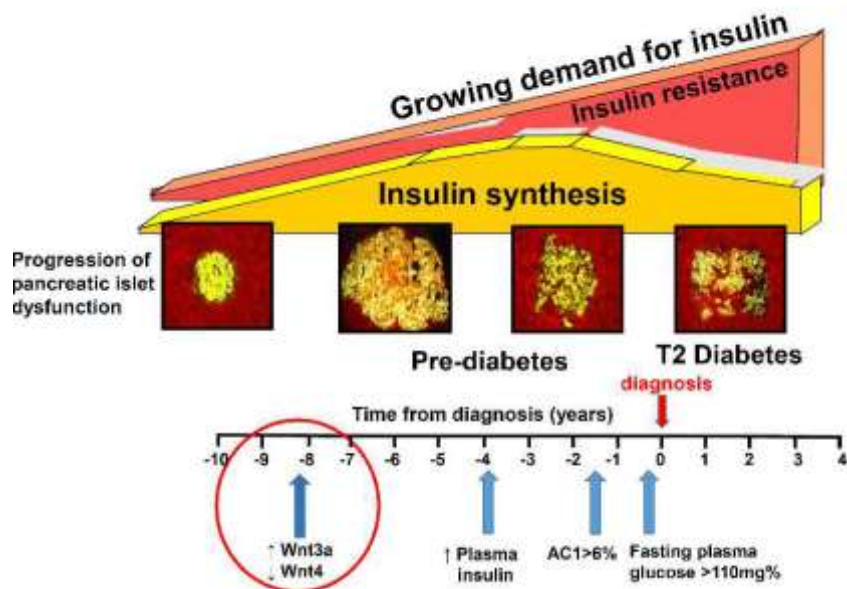 Growing demand for insulin
Insulin resistance
Insulin synthesis
Progression of
pancreatic islet
dysfunction
Pre-diabetes
T2 Diabetes
diagnosis
Time from diagnosis (years)
-10 -9 -8 -7 -6 -5 -4 -3 -2 -1 0 1 2 3 4
↑ Wnt3a
↓ Wnt4
↑ Plasma
insulin
AC1>6%
Fasting plasma
glucose >110mg%